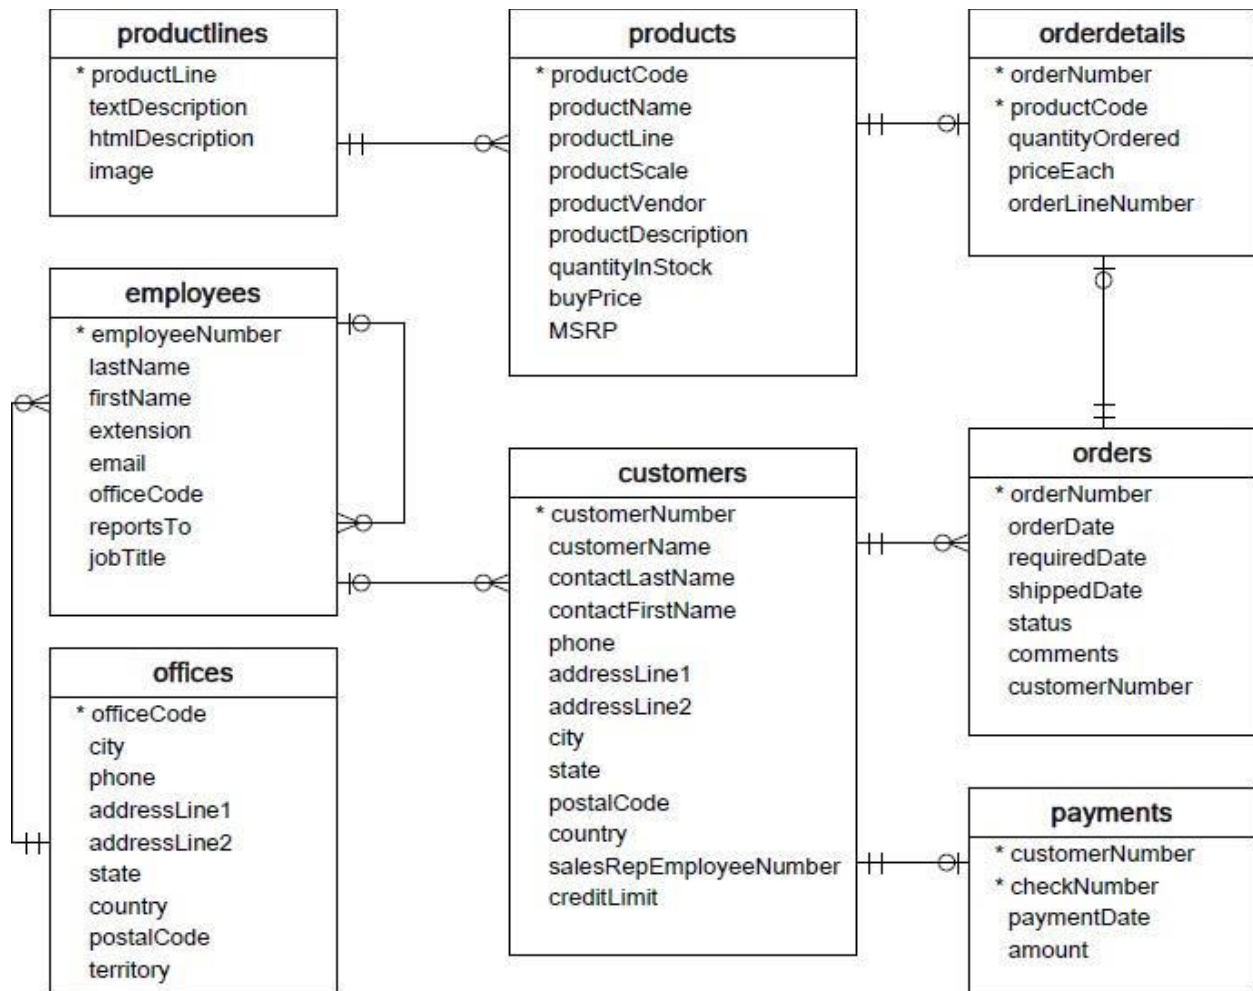 productlines
* productLine
textDescription
htmlDescription
image
products
* productCode
productName
productLine
productScale
productVendor
productDescription
quantityInStock
buyPrice
MSRP
orderdetails
* orderNumber
* productCode
quantityOrdered
priceEach
orderLineNumber
employees
* employeeNumber
lastName
firstName
extension
email
officeCode
reportsTo
jobTitle
customers
* customerNumber
customerName
contactLastName
contactFirstName
phone
addressLine1
addressLine2
city
state
postalCode
country
salesRepEmployeeNumber
creditLimit
orders
* orderNumber
orderDate
requiredDate
shippedDate
status
comments
customerNumber
offices
* officeCode
city
phone
addressLine1
addressLine2
state
country
postalCode
territory
payments
* customerNumber
* checkNumber
paymentDate
amount